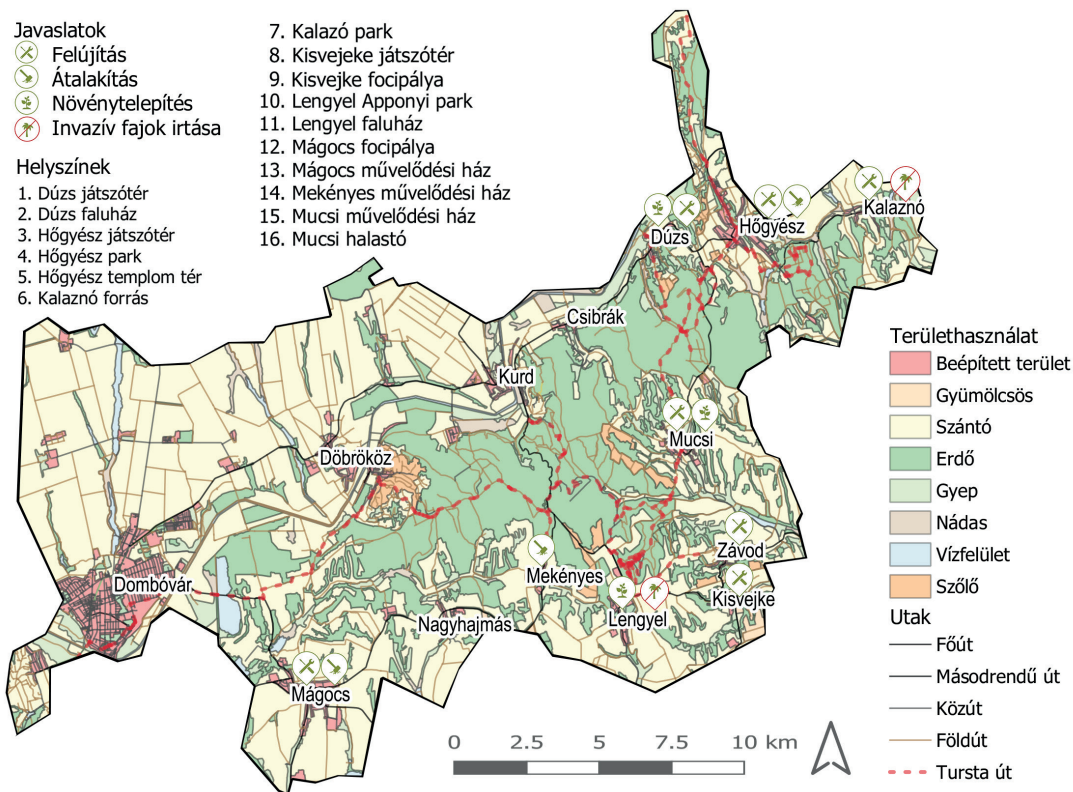 Javaslatok
Felújítás
Átalakítás
Növénytelepítés
Invazív fajok irtása
Helyszínek
1. Dúzs játszótér
2. Dúzs faluház
3. Hőgyész játszótér
4. Hőgyész park
5. Hőgyész templom tér
6. Kalaznó forrás
7. Kalazó park
8. Kisvejeke játszótér
9. Kisvejke focipálya
10. Lengyel Apponyi park
11. Lengyel faluház
12. Mágocs focipálya
13. Mágocs művelődési ház
14. Mekényes művelődési ház
15. Mucsi művelődési ház
16. Mucsi halastó
Kalaznó
Hőgyész
Dúzs
Csibrák
Kurd
Mucsi
Döbrököz
Závod
Mekényes
Dombóvár
Kisvejke
Lengyel
Nagyhajmás
Mágocs
Területhasználat
Beépített terület
Gyümölcsös
Szántó
Erdő
Gyep
Nádas
Vízfelület
Szőlő
Utak
Főút
Másodrendű út
Közút
Földút
Tursta út
0 2.5 5 7.5 10 km